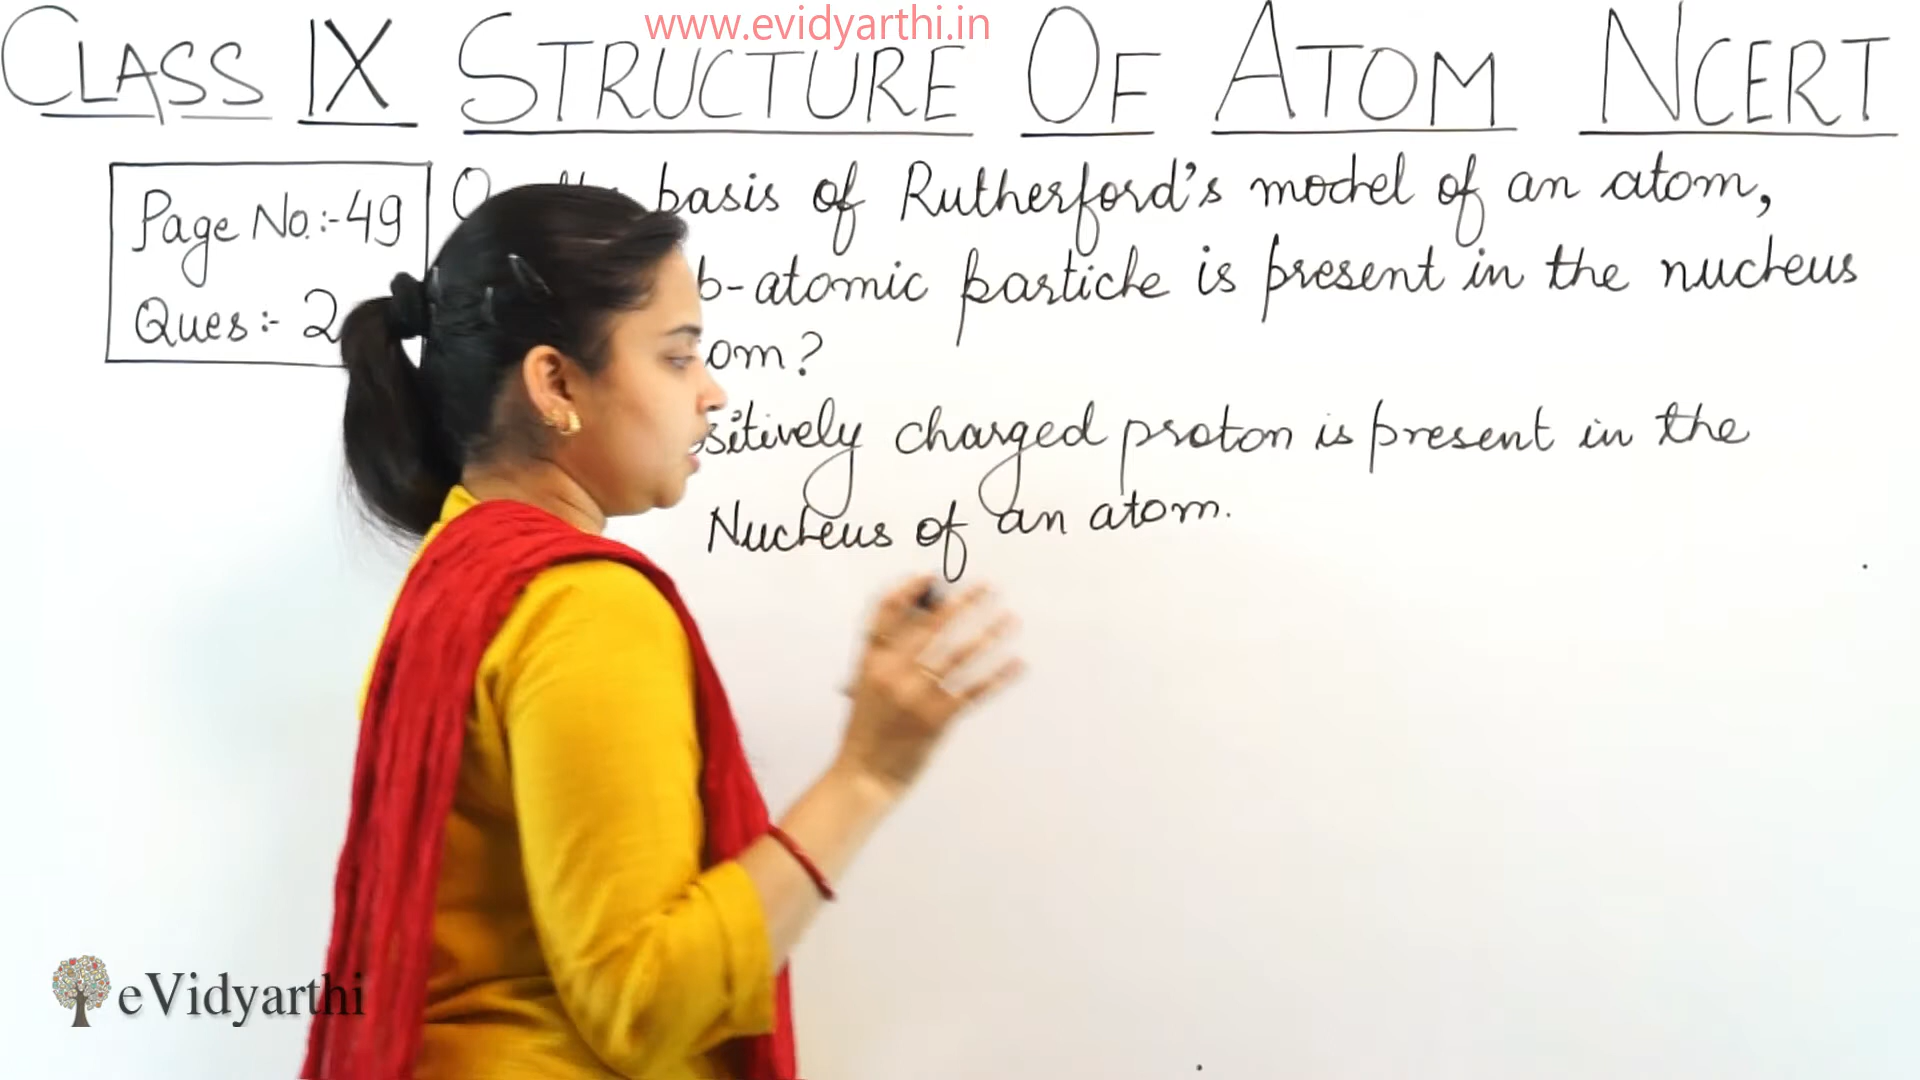 www.evidyarthi.in
CLASS IX STRUCTURE OF ATOM NCERT
Page No.:-49
Ques:- 2
basis of Rutherford's model of an atom,
b-atomic particle is present in the nucleus
om?
sitively charged proton is present in the
Nucleus of an atom.
eVidyarthi